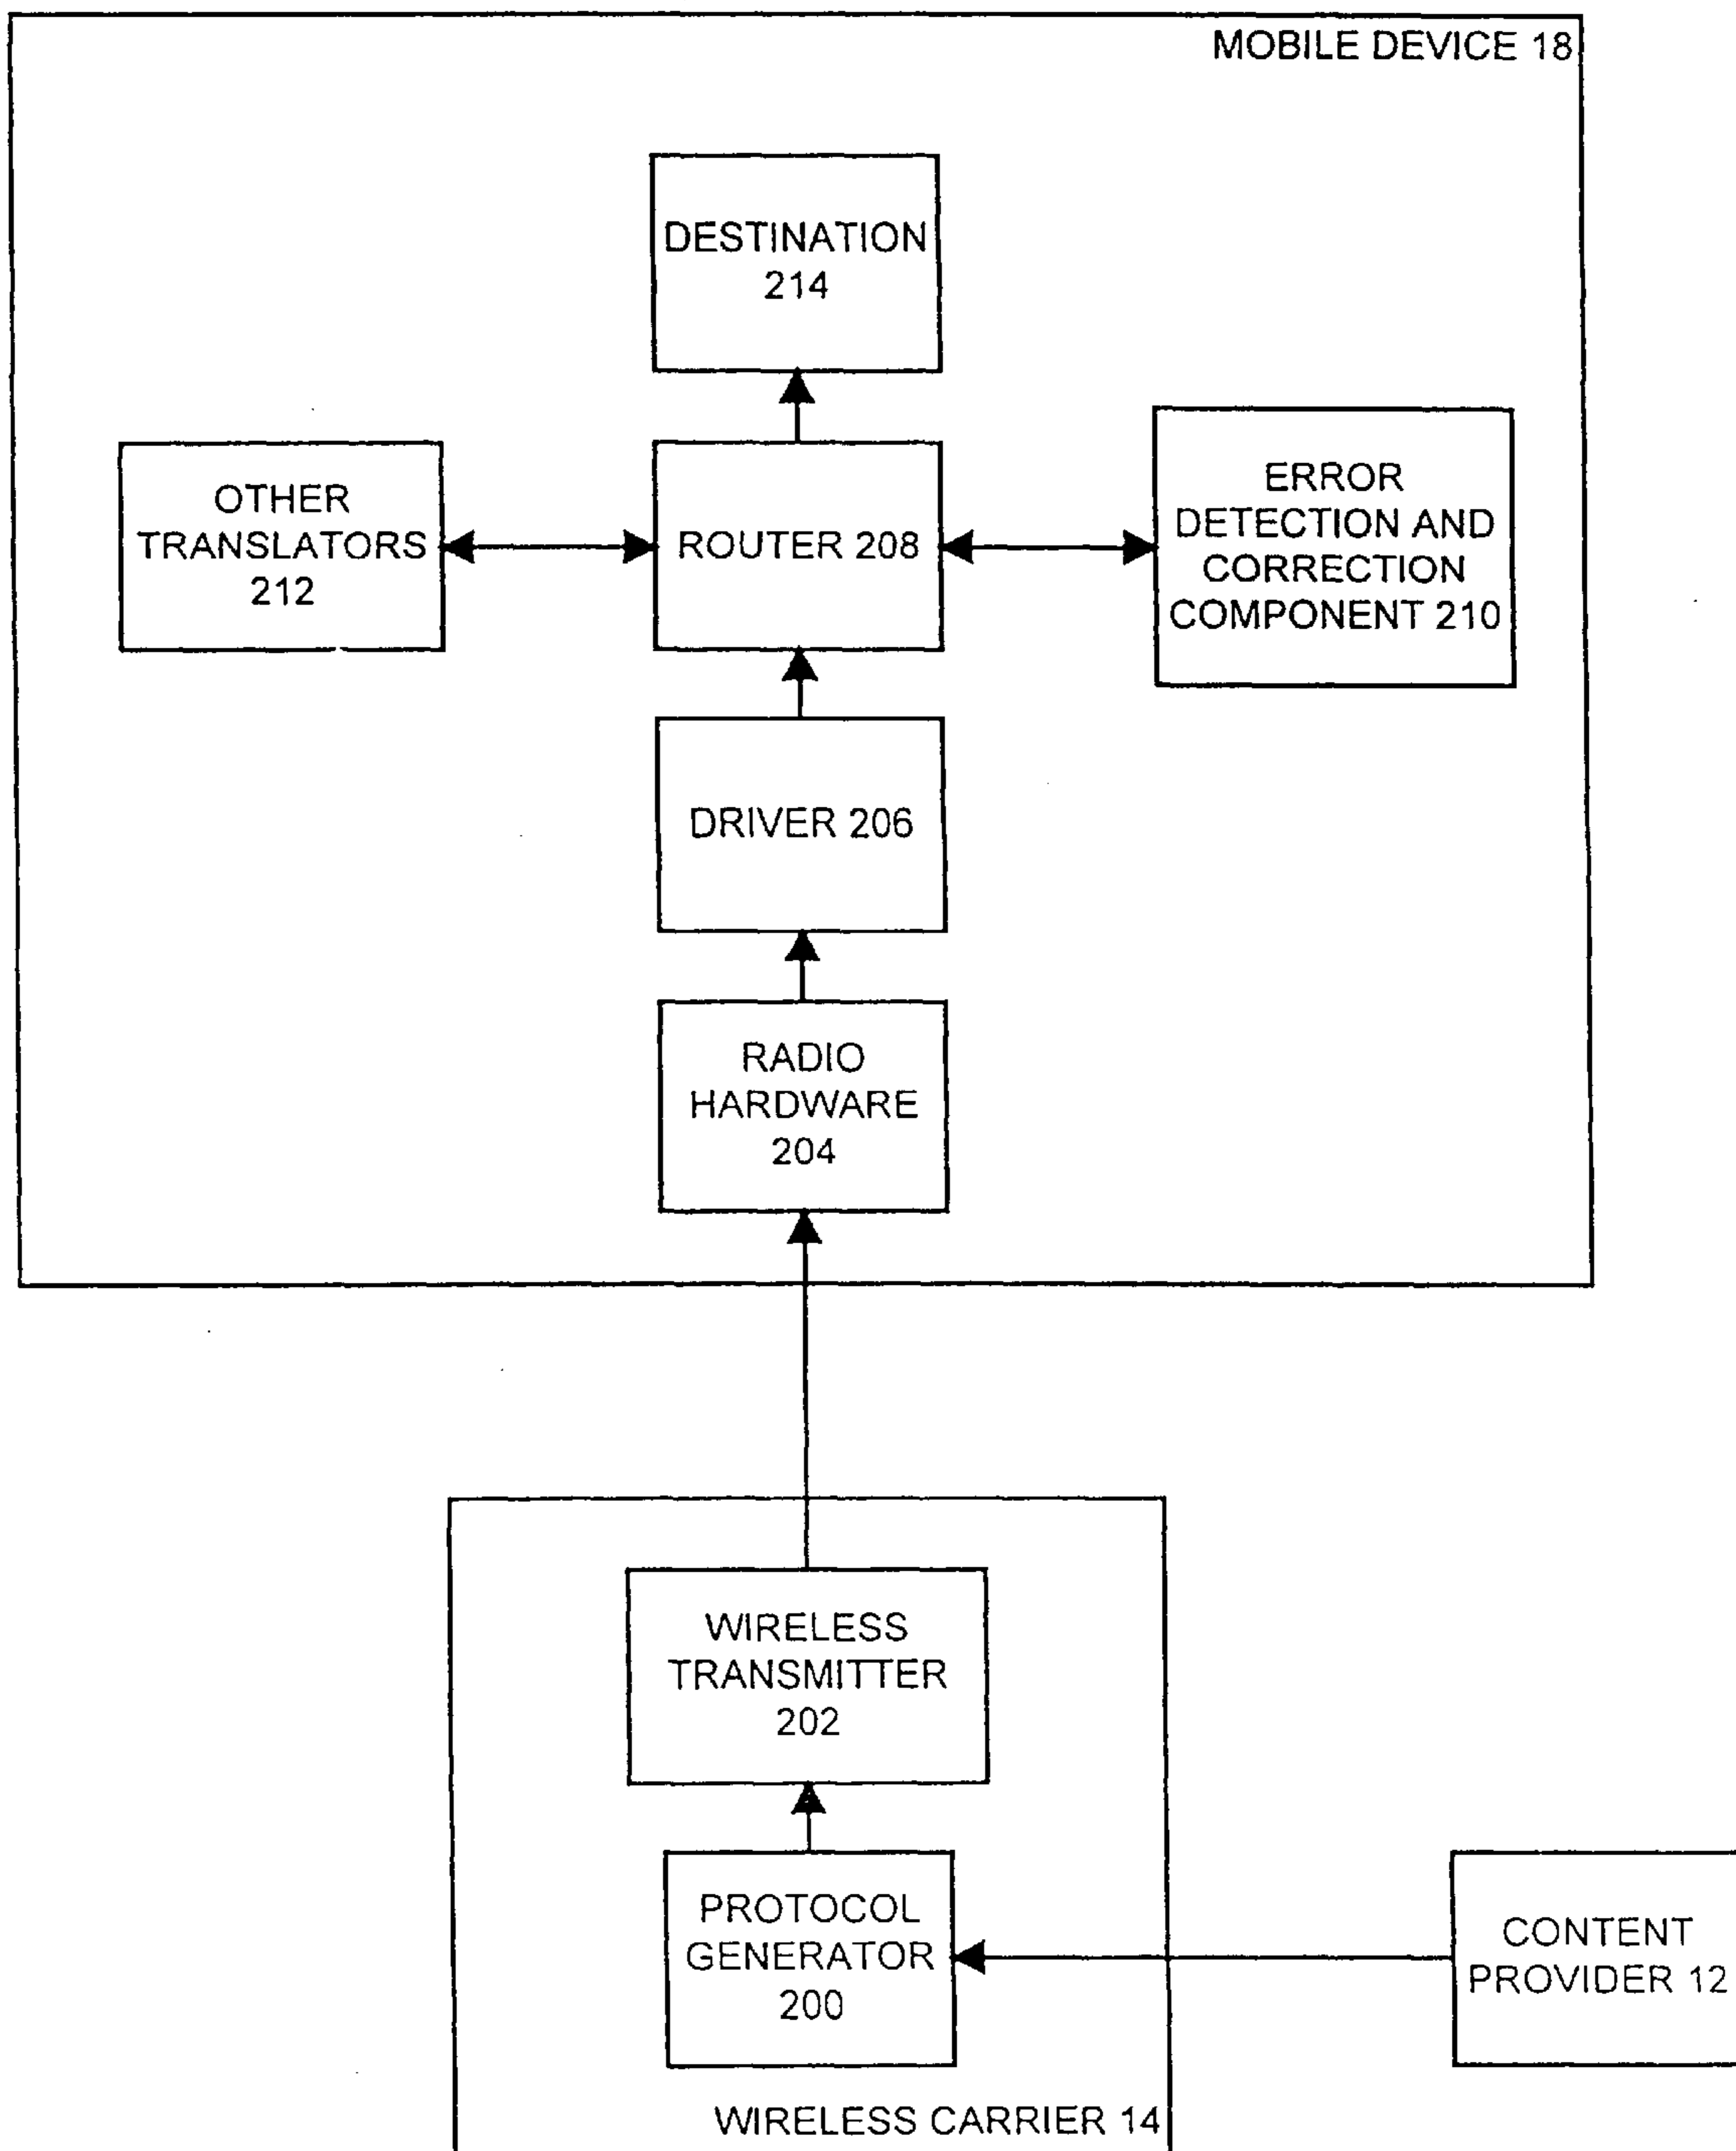 MOBILE DEVICE 18
DESTINATION
214
OTHER
TRANSLATORS
212
ROUTER 208
ERROR
DETECTION AND
CORRECTION
COMPONENT 210
DRIVER 206
RADIO
HARDWARE
204
WIRELESS
TRANSMITTER
202
PROTOCOL
GENERATOR
200
CONTENT
PROVIDER 12
WIRELESS CARRIER 14